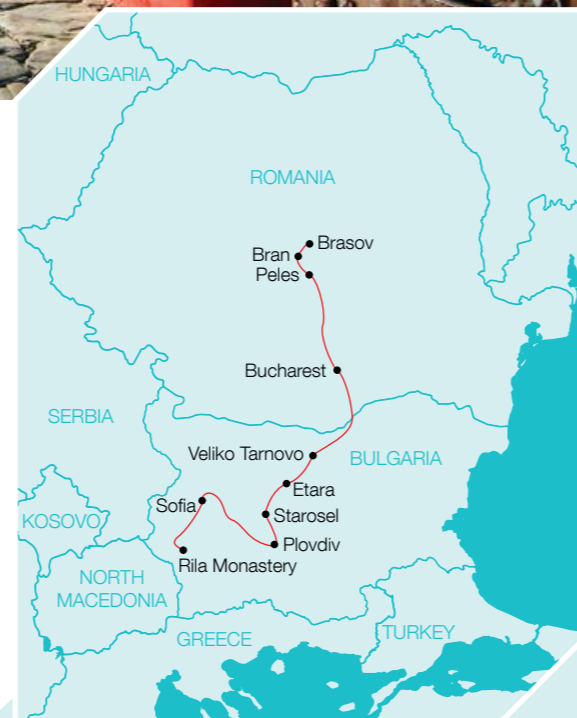 HUNGARIA
ROMANIA
Brasov
Bran
Peles
Bucharest
SERBIA
Veliko Tarnovo
BULGARIA
Etara
Sofia
Starosel
KOSOVO
Plovdiv
Rila Monastery
NORTH
MACEDONIA
GREECE
TURKEY